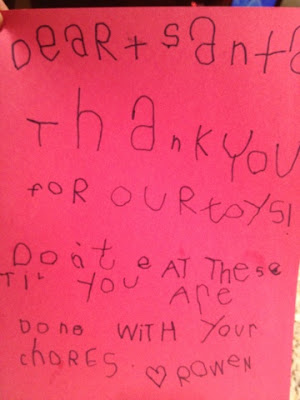 DEAR+ Santa
Thank YOU
FOR OUR toys!
Don't eAT These
Til YOU Are
Done WiTH Your
chORES. ♡ ROWEN